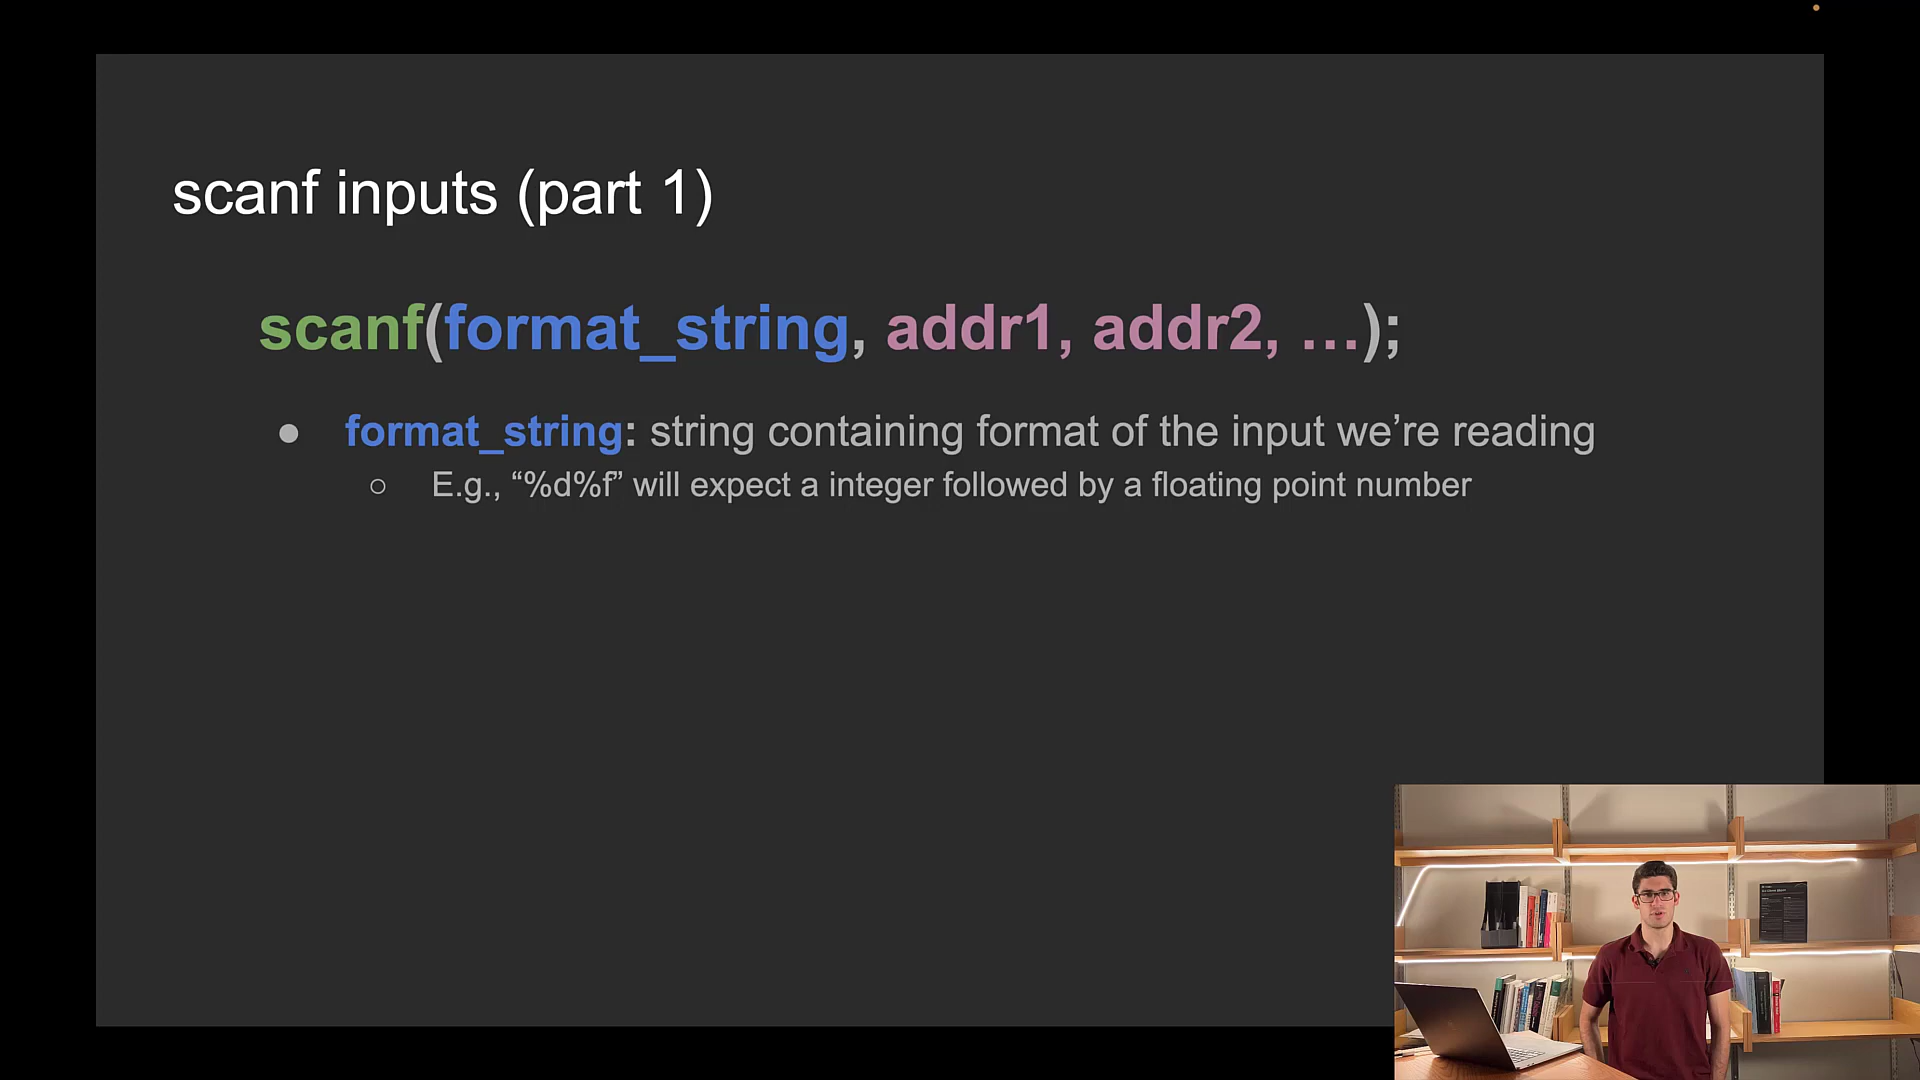 scanf inputs (part 1)
scanf(format_string, addr1, addr2, …);
● format_string: string containing format of the input we’re reading
○ E.g., “%d%f” will expect a integer followed by a floating point number